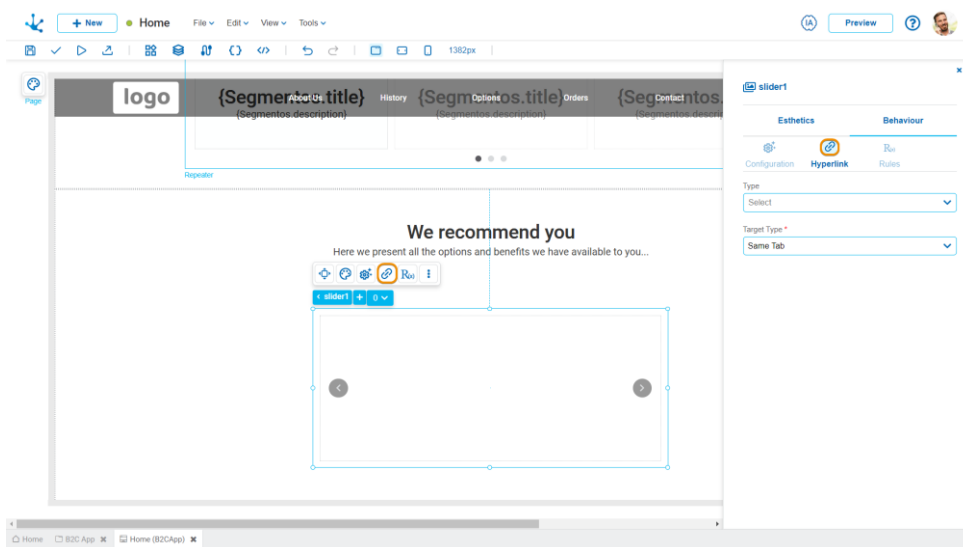 + New
Home
File
Edit
View
Tools
IA
Preview
?
1382px
Page
logo
{Segmentos.title}
About Us
History
{Segmentos.title}
Options
Orders
{Segmentos.
Contact
{Segmentos.description}
{Segmentos.description}
{Segmentos.descri
Repeater
We recommend you
Here we present all the options and benefits we have available to you...
slider1
+
0
slider1
Esthetics
Behaviour
Configuration
Hyperlink
Rules
Type
Select
Target Type *
Same Tab
Home
B2C App
Home (B2CApp)